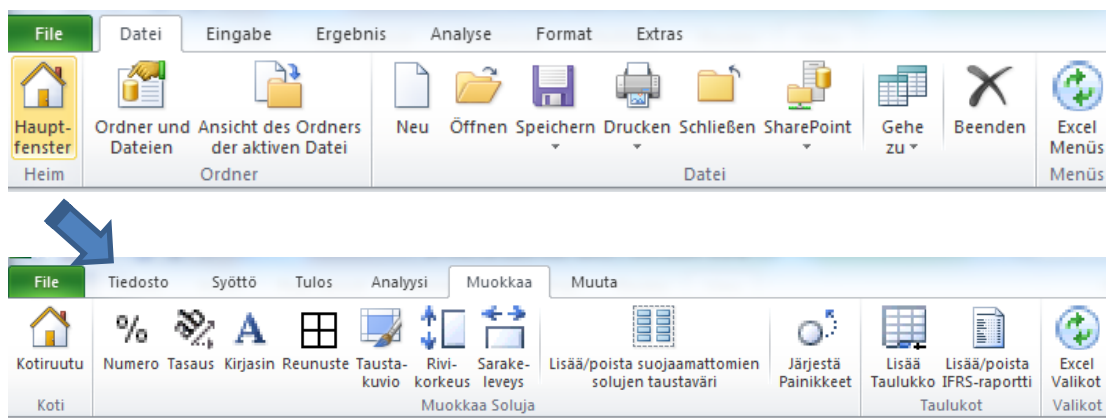 File Datei Eingabe Ergebnis Analyse Format Extras
Haupt- Ordner und Ansicht des Ordners Neu Öffnen Speichern Drucken Schließen SharePoint Gehe Beenden Excel
fenster Dateien der aktiven Datei zu Menüs
Heim Ordner Datei Menüs
File Tiedosto Syöttö Tulos Analyysi Muokkaa Muuta
Kotiruutu Numero Tasaus Kirjasin Reunuste Tausta- Rivi- Sarake- Lisää/poista suojaamattomien Järjestä Lisää Lisää/poista Excel
kuvio korkeus leveys solujen taustaväri Painikkeet Taulukko IFRS-raportti Valikot
Koti Muokkaa Soluja Taulukot Valikot